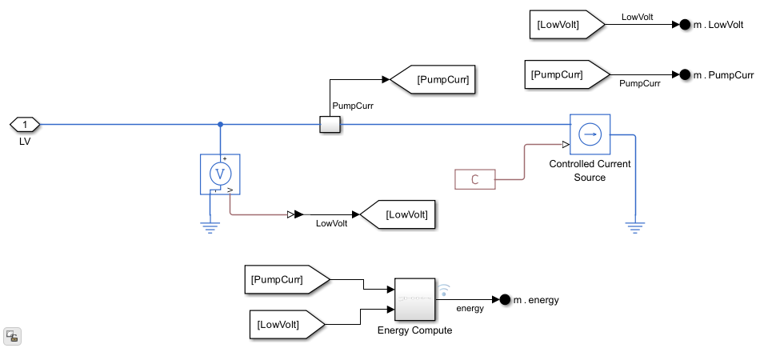 [LowVolt]
LowVolt
m . LowVolt
[PumpCurr]
PumpCurr
m . PumpCurr
[PumpCurr]
PumpCurr
1
LV
V
+
Controlled Current
Source
C
LowVolt
[LowVolt]
[PumpCurr]
[LowVolt]
Energy Compute
energy
m . energy